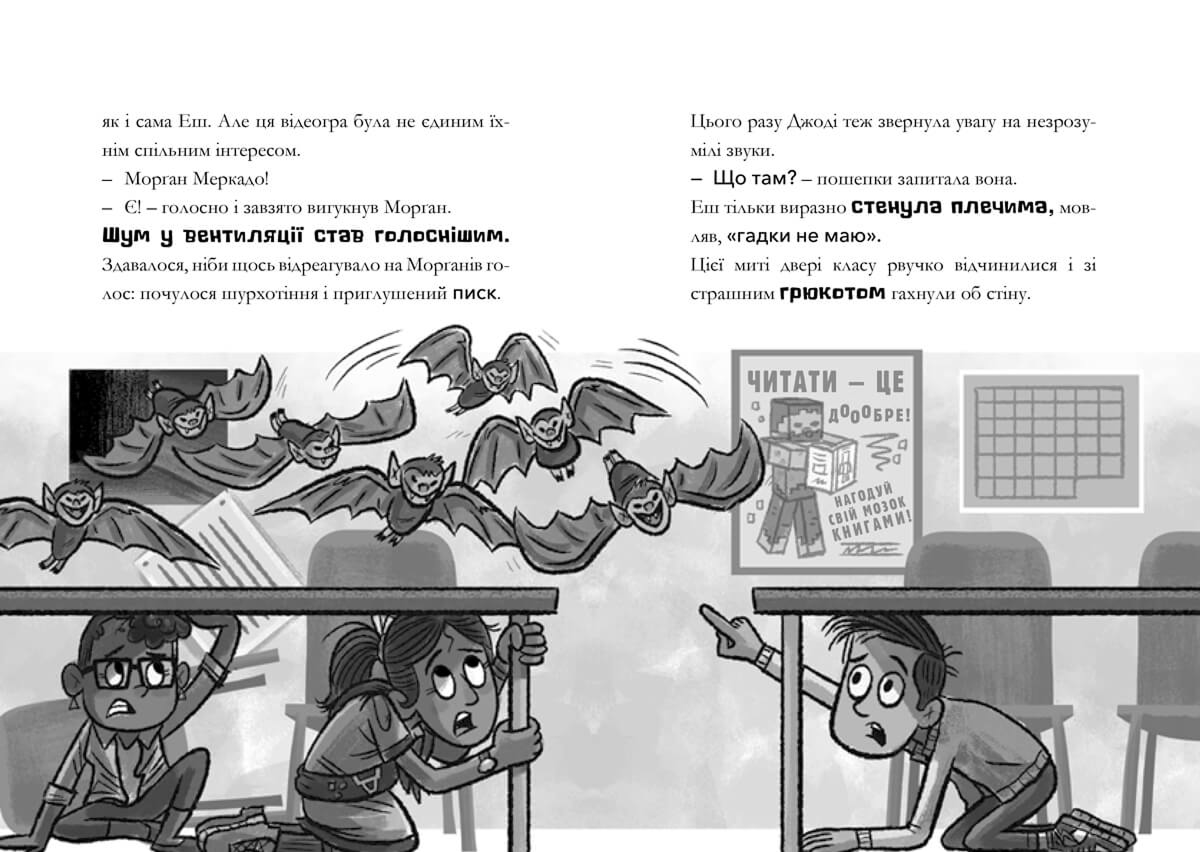 як і сама Еш. Але ця відеогра була не єдиним їх-
нім спільним інтересом.
– Морґан Меркадо!
– Є! – голосно і завзято вигукнув Морґан.
Шум у вентиляції став голоснішим.
Здавалося, ніби щось відреагувало на Морґанів го-
лос: почулося шурхотіння і приглушений писк.
Цього разу Джоді теж звернула увагу на незрозу-
мілі звуки.
– Що там? – пошепки запитала вона.
Еш тільки виразно стенула плечима, мов-
ляв, «гадки не маю».
Цієї миті двері класу рвучко відчинилися і зі
страшним грюкотом гахнули об стіну.
ЧИТАТИ – ЦЕ
ДОООБРЕ!
НАГОДУЙ
СВІЙ МОЗОК
КНИГАМИ!